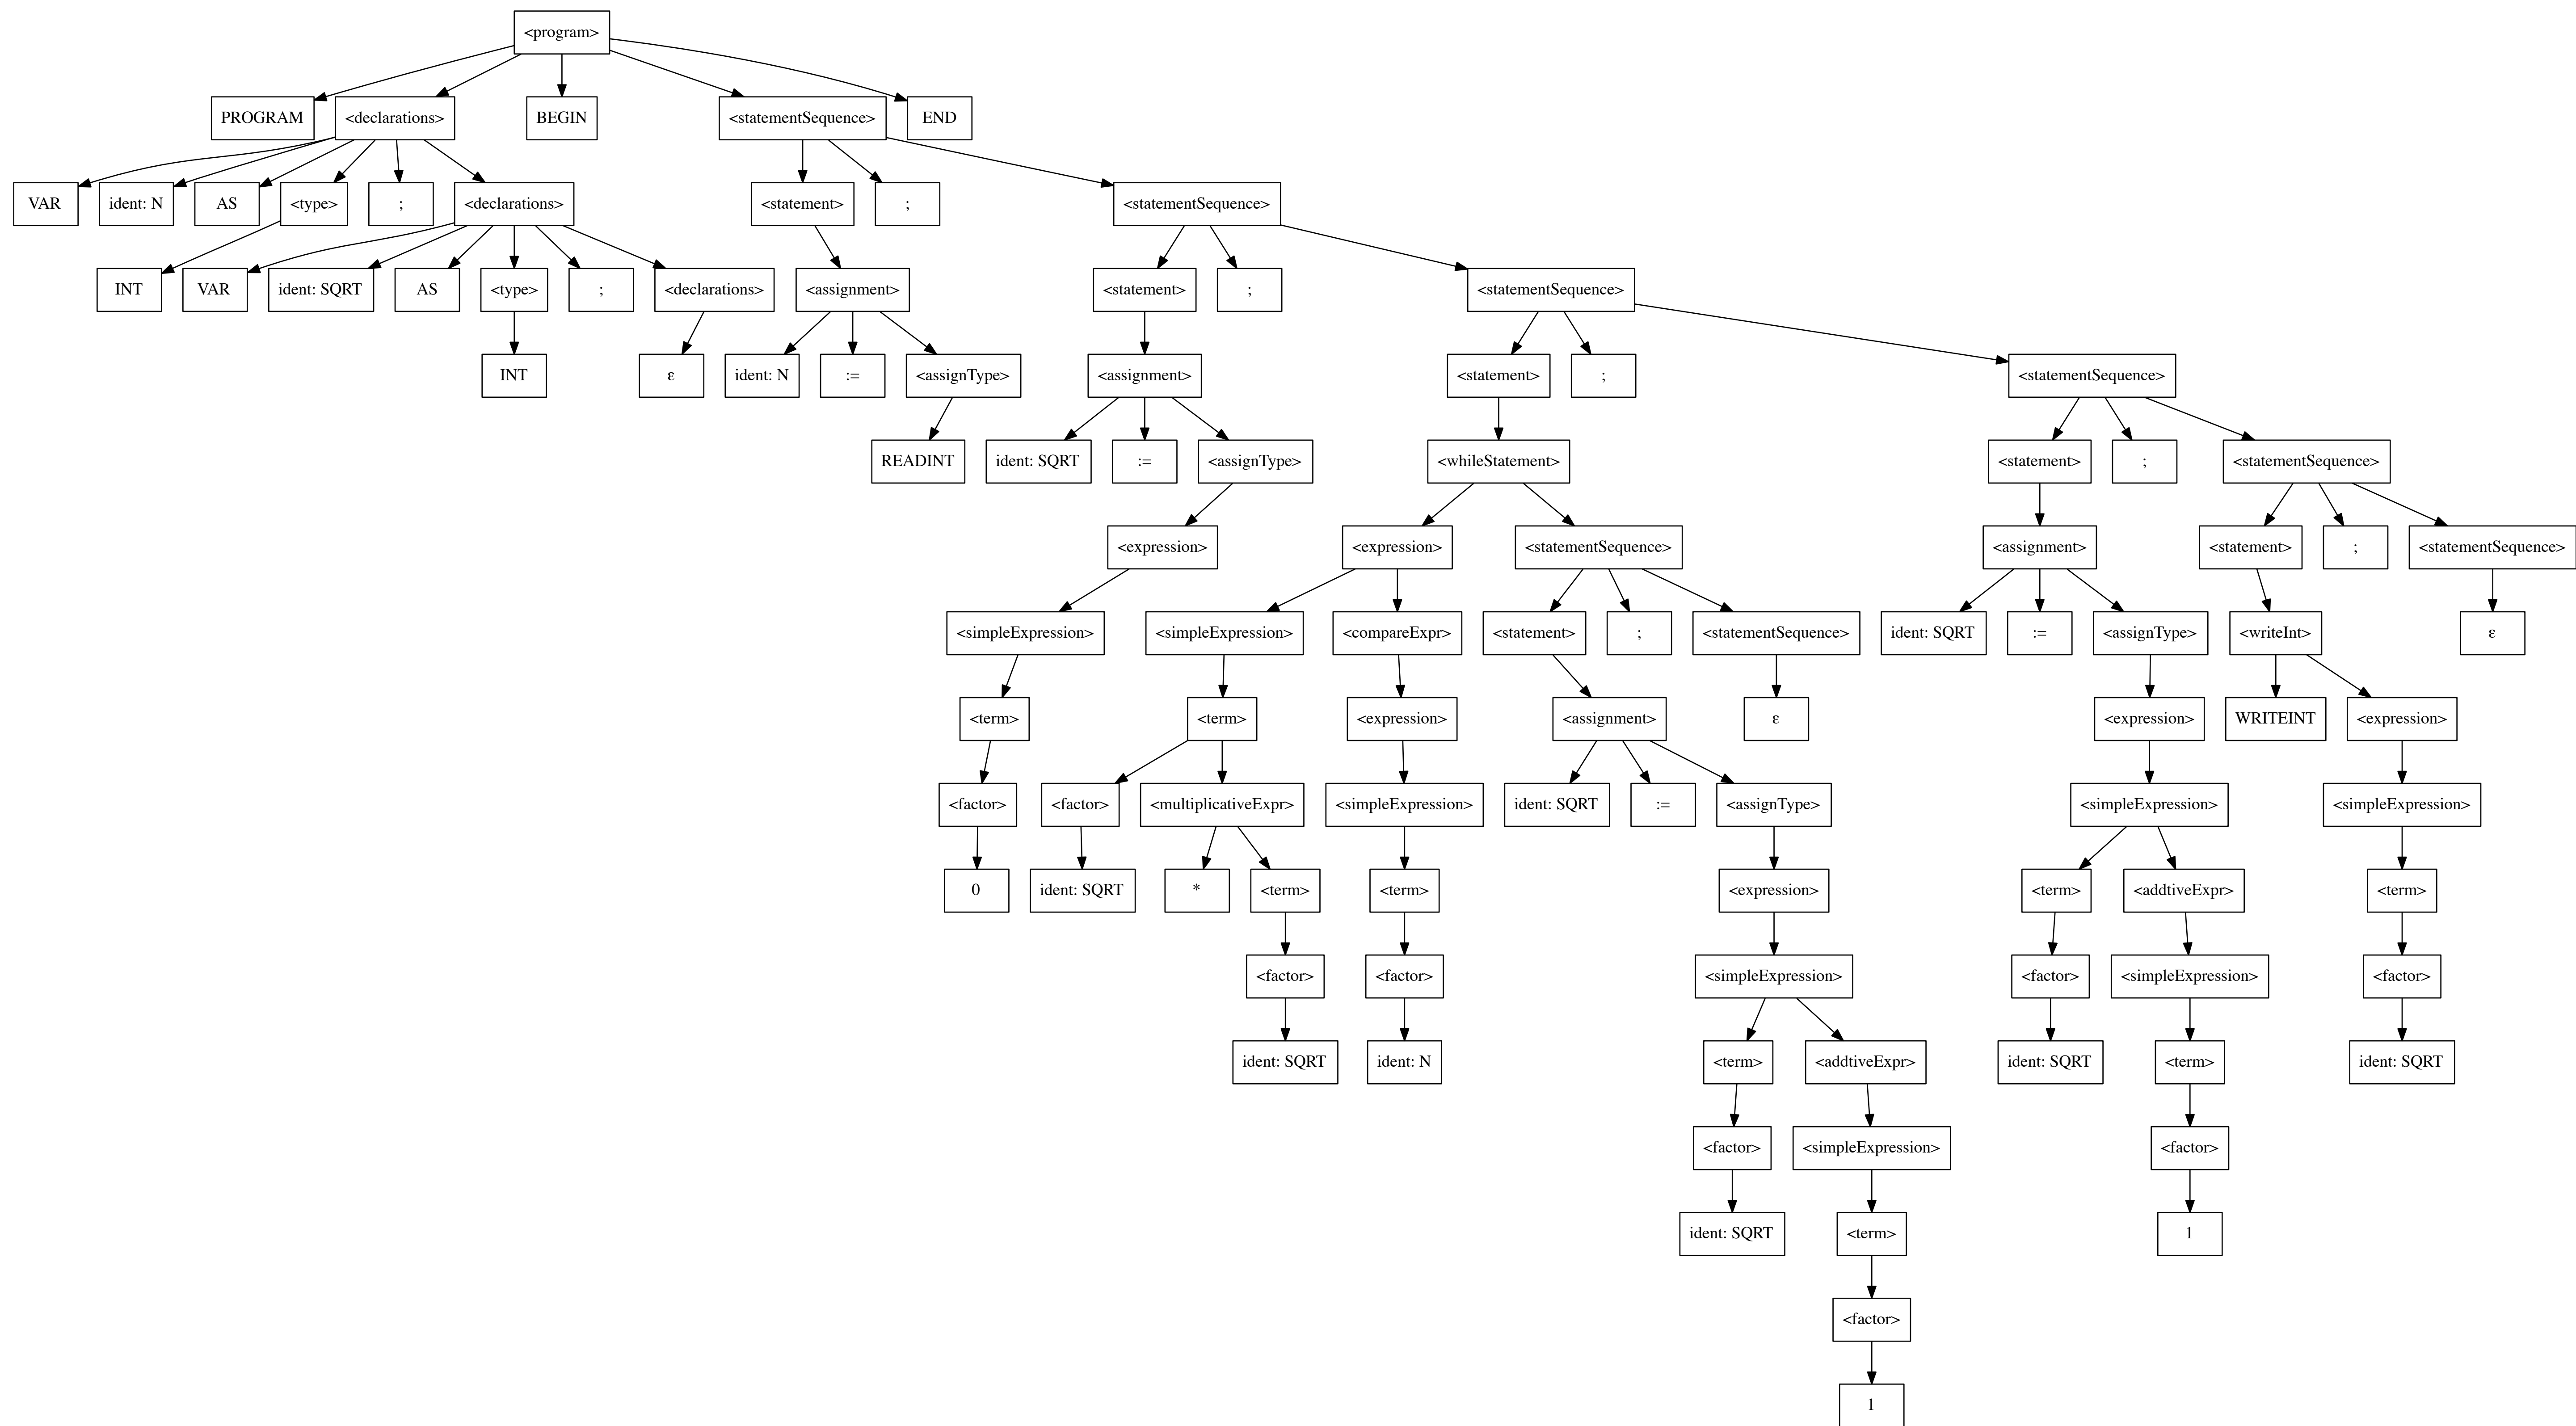 <program>
PROGRAM
<declarations>
BEGIN
<statementSequence>
END
VAR
ident: N
AS
<type>
;
<declarations>
<statement>
;
<statementSequence>
INT
VAR
ident: SQRT
AS
<type>
;
<declarations>
<assignment>
<statement>
;
<statementSequence>
INT
ε
ident: N
:=
<assignType>
<assignment>
<statement>
;
<statementSequence>
READINT
ident: SQRT
:=
<assignType>
<whileStatement>
<statement>
;
<statementSequence>
<expression>
<expression>
<statementSequence>
<assignment>
<statement>
;
<statementSequence>
<simpleExpression>
<simpleExpression>
<compareExpr>
<statement>
;
<statementSequence>
ident: SQRT
:=
<assignType>
<writeInt>
ε
<term>
<term>
<expression>
<assignment>
ε
<expression>
WRITEINT
<expression>
<factor>
<factor>
<multiplicativeExpr>
<simpleExpression>
ident: SQRT
:=
<assignType>
<simpleExpression>
<simpleExpression>
0
ident: SQRT
*
<term>
<term>
<expression>
<term>
<addtiveExpr>
<term>
<factor>
<factor>
<simpleExpression>
<factor>
<simpleExpression>
<factor>
ident: SQRT
ident: N
<term>
<addtiveExpr>
ident: SQRT
<term>
ident: SQRT
<factor>
<simpleExpression>
<factor>
ident: SQRT
<term>
1
<factor>
1